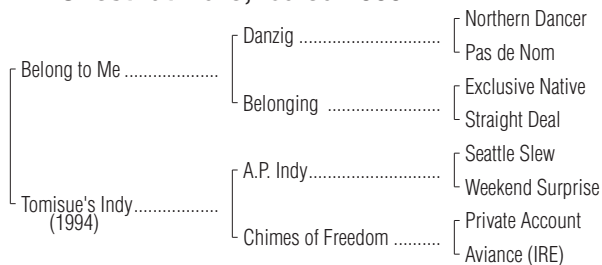 Northern Dancer
Danzig ................................
Pas de Nom
Belong to Me .....................
Exclusive Native
Belonging .........................
Straight Deal
Seattle Slew
A.P. Indy..............................
Weekend Surprise
Tomisue's Indy...................
(1994)
Private Account
Chimes of Freedom ..........
Aviance (IRE)